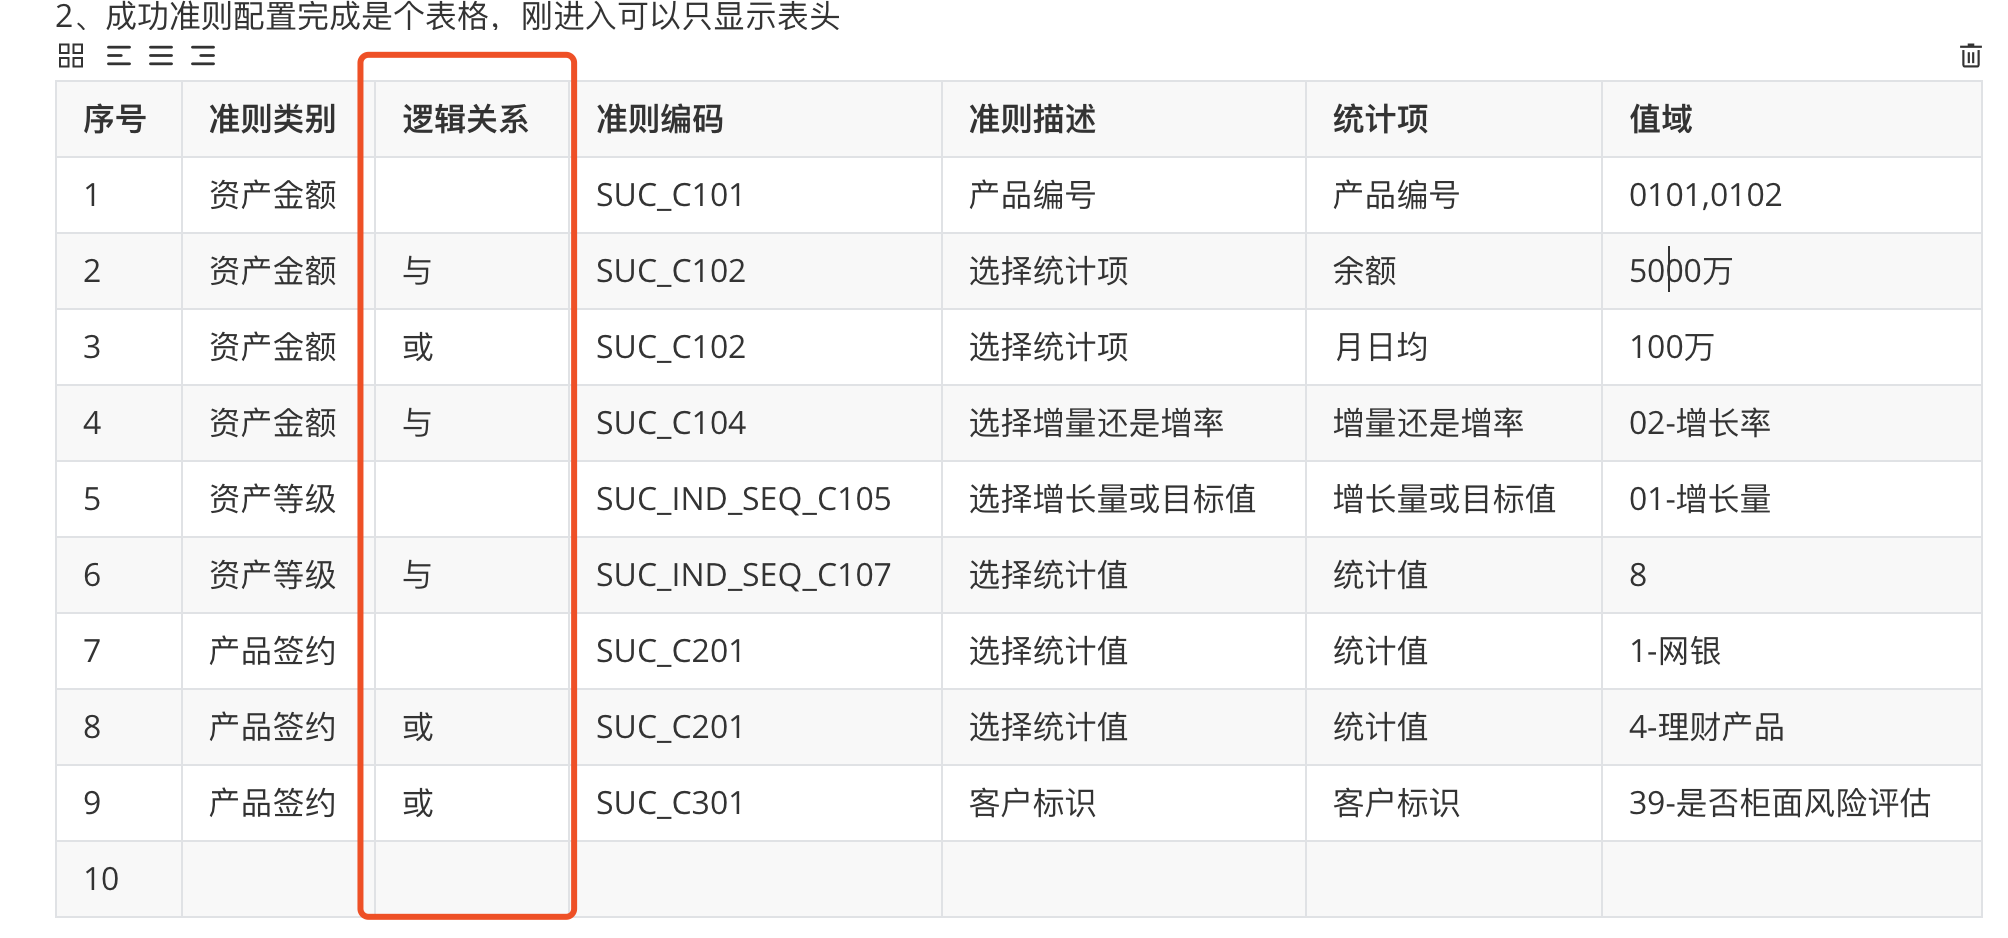 2、成功准则配置完成是个表格，刚进入可以只显示表头
序号 准则类别 逻辑关系 准则编码 准则描述 统计项 值域
1 资产金额 SUC_C101 产品编号 产品编号 0101,0102
2 资产金额 与 SUC_C102 选择统计项 余额 5000万
3 资产金额 或 SUC_C102 选择统计项 月日均 100万
4 资产金额 与 SUC_C104 选择增量还是增率 增量还是增率 02-增长率
5 资产等级 SUC_IND_SEQ_C105 选择增长量或目标值 增长量或目标值 01-增长量
6 资产等级 与 SUC_IND_SEQ_C107 选择统计值 统计值 8
7 产品签约 SUC_C201 选择统计值 统计值 1-网银
8 产品签约 或 SUC_C201 选择统计值 统计值 4-理财产品
9 产品签约 或 SUC_C301 客户标识 客户标识 39-是否柜面风险评估
10